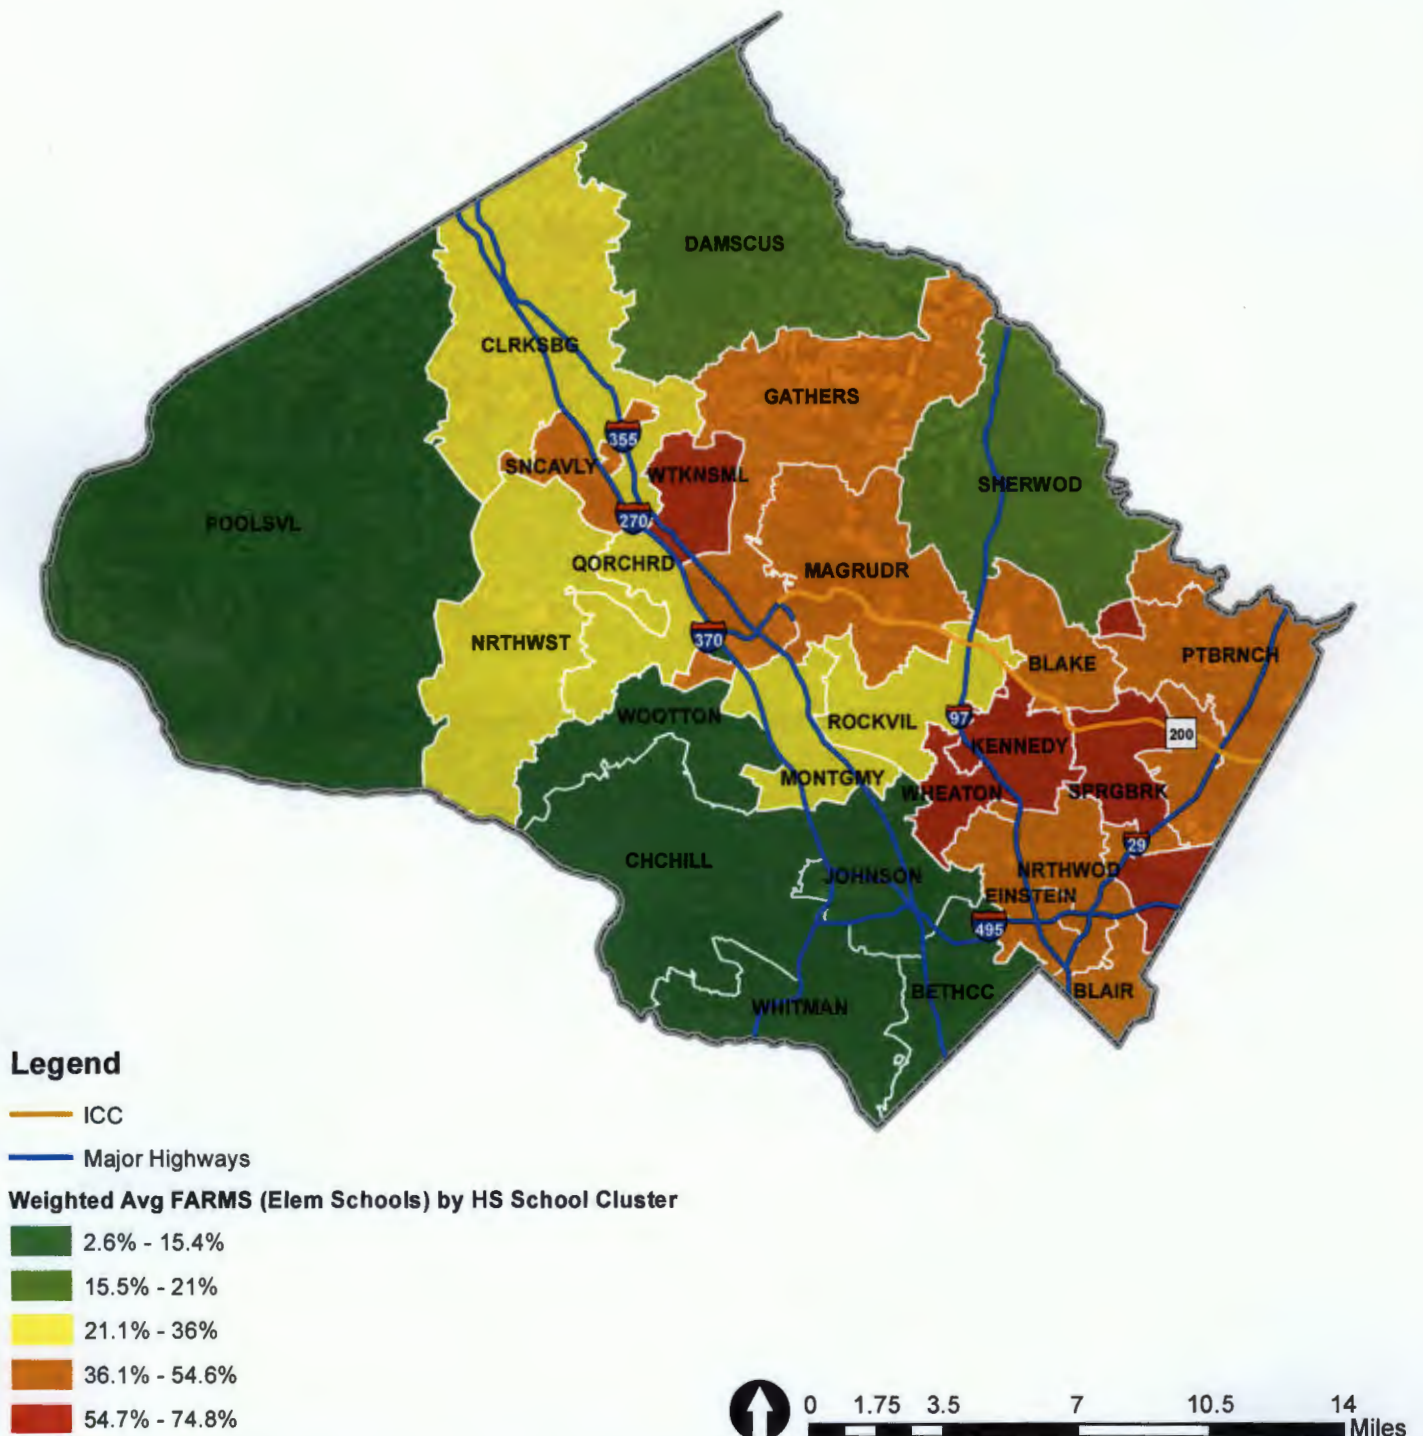 DAMSCUS
CLRKSBG
GATHERS
355
SNCAVLY
WTKNSML
SHERWOD
POOLSVL
270
QORCHRD
MAGRUDR
370
NRTHWST
BLAKE
PTBRNCH
WOOTTON
ROCKVIL
97
200
KENNEDY
MONTGMY
WHEATON
SPRGBRK
29
CHCHILL
JOHNSON
NRTHWOD
EINSTEIN
495
WHITMAN
BETHCC
BLAIR
Legend
ICC
Major Highways
Weighted Avg FARMS (Elem Schools) by HS School Cluster
2.6% - 15.4%
15.5% - 21%
21.1% - 36%
36.1% - 54.6%
54.7% - 74.8%
0 1.75 3.5 7 10.5 14
Miles